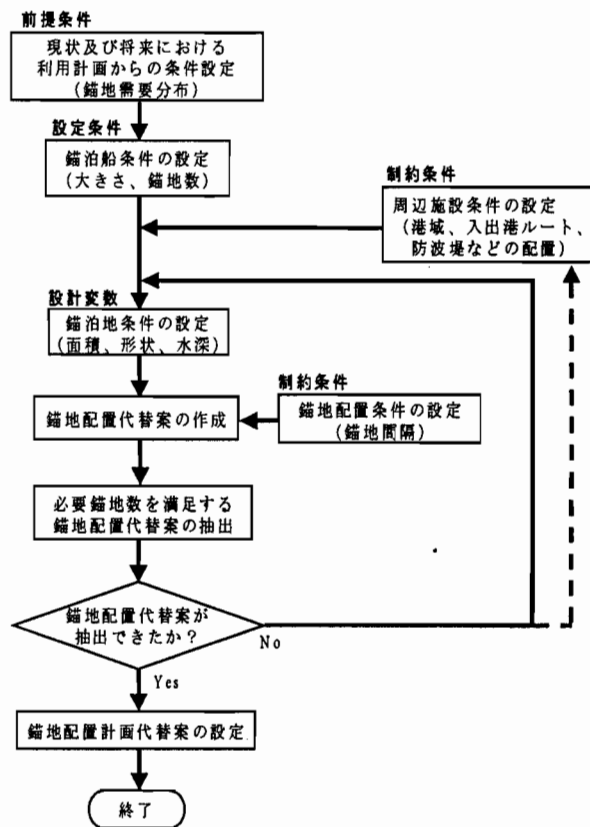 前提条件
現状及び将来における
利用計画からの条件設定
(錨地需要分布)
設定条件
錨泊船条件の設定
(大きさ、錨地数)
制約条件
周辺施設条件の設定
(港域、入出港ルート、
防波堤などの配置)
設計変数
錨泊地条件の設定
(面積、形状、水深)
制約条件
錨地配置代替案の作成
錨地配置条件の設定
(錨地間隔)
必要錨地数を満足する
錨地配置代替案の抽出
錨地配置代替案が
抽出できたか？
No
Yes
錨地配置計画代替案の設定
終了